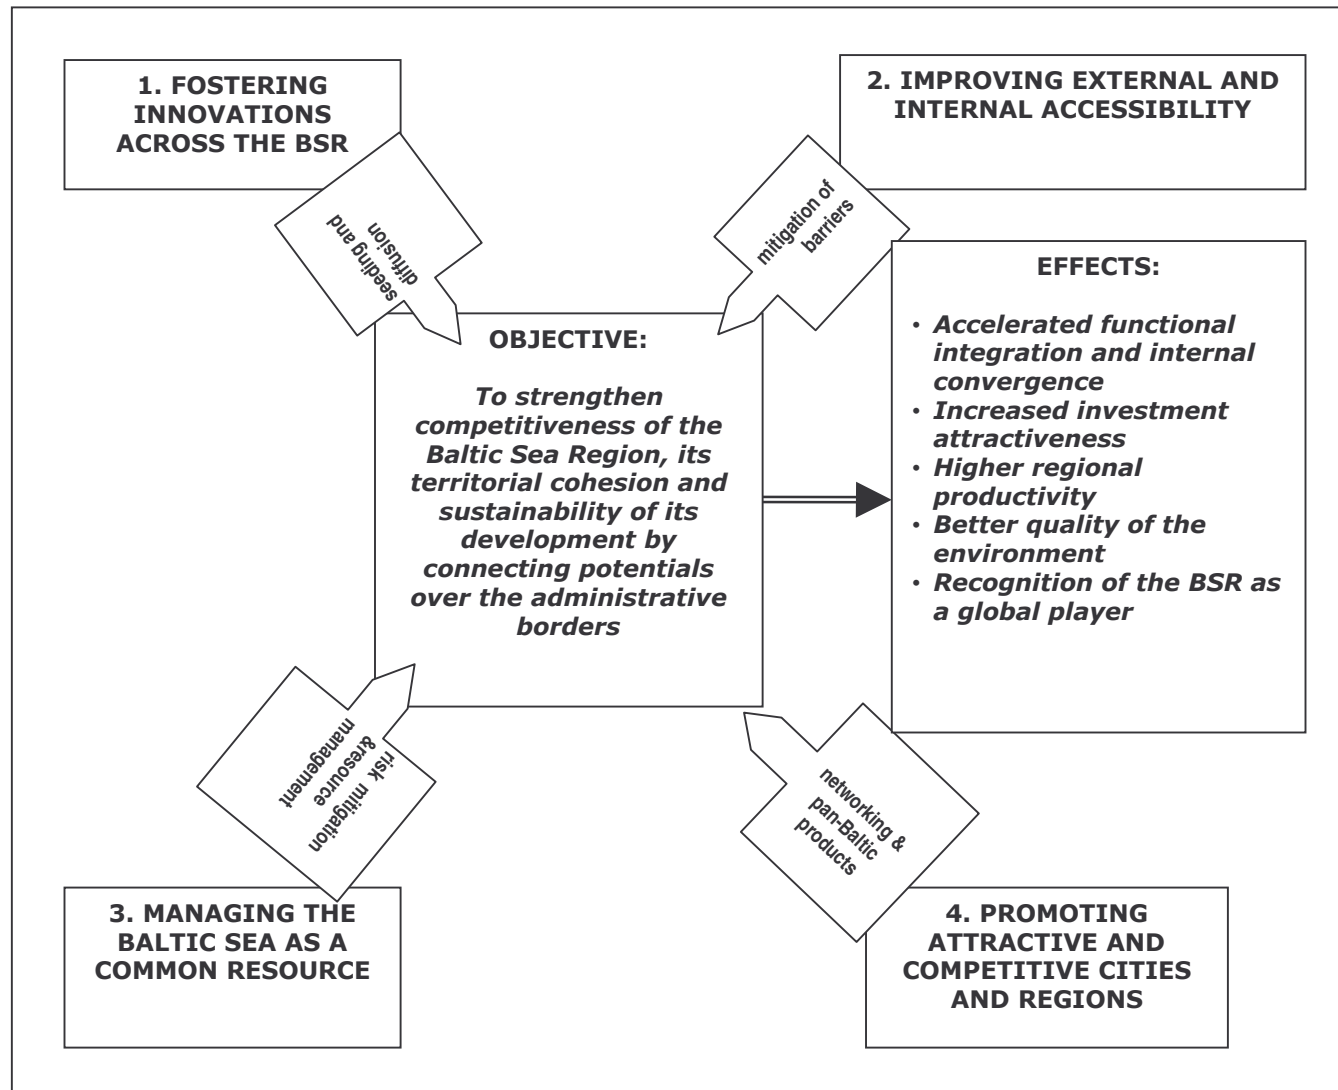 1. FOSTERING
INNOVATIONS
ACROSS THE BSR
2. IMPROVING EXTERNAL AND
INTERNAL ACCESSIBILITY
seeding and
diffusion
mitigation of
barriers
OBJECTIVE:
To strengthen
competitiveness of the
Baltic Sea Region, its
territorial cohesion and
sustainability of its
development by
connecting potentials
over the administrative
borders
EFFECTS:
• Accelerated functional
integration and internal
convergence
• Increased investment
attractiveness
• Higher regional
productivity
• Better quality of the
environment
• Recognition of the BSR as
a global player
risk mitigation
&resource
management
networking &
pan-Baltic
products
3. MANAGING THE
BALTIC SEA AS A
COMMON RESOURCE
4. PROMOTING
ATTRACTIVE AND
COMPETITIVE CITIES
AND REGIONS